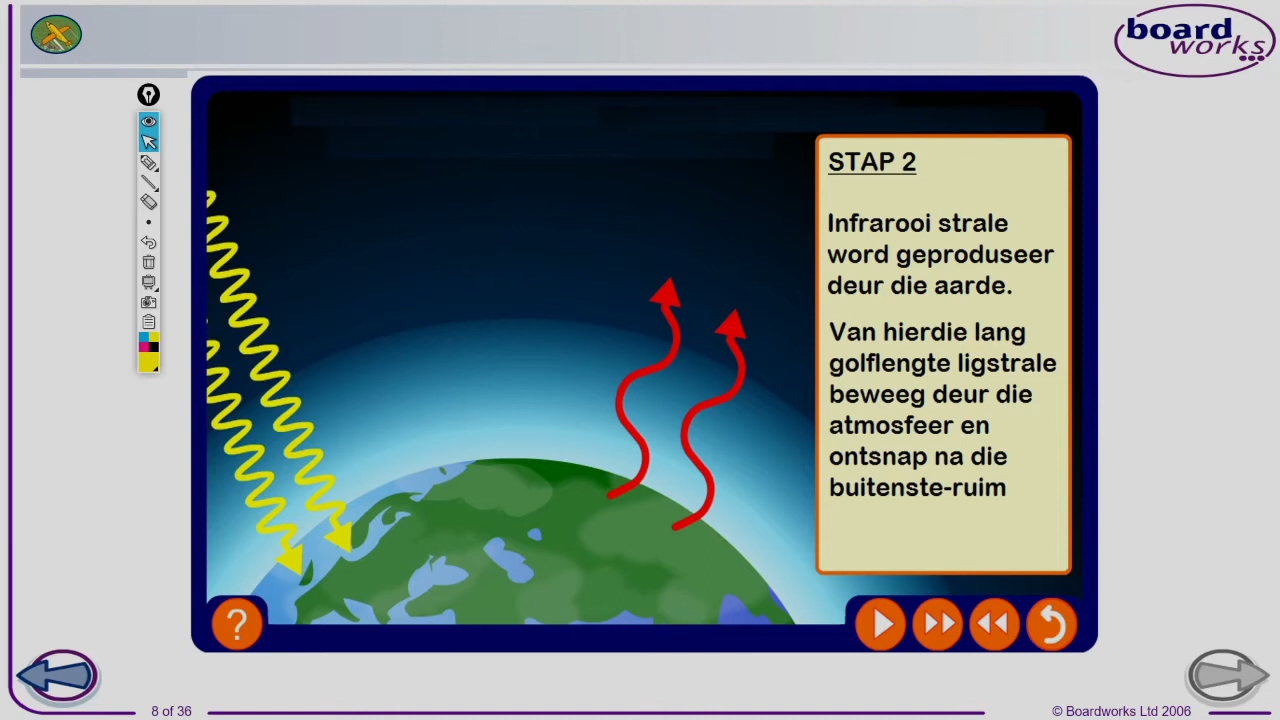 board
works
STAP 2
Infrarooi strale
word geproduseer
deur die aarde.
Van hierdie lang
golflengte ligstrale
beweeg deur die
atmosfeer en
ontsnap na die
buitenste-ruim
?
8 of 36
© Boardworks Ltd 2006